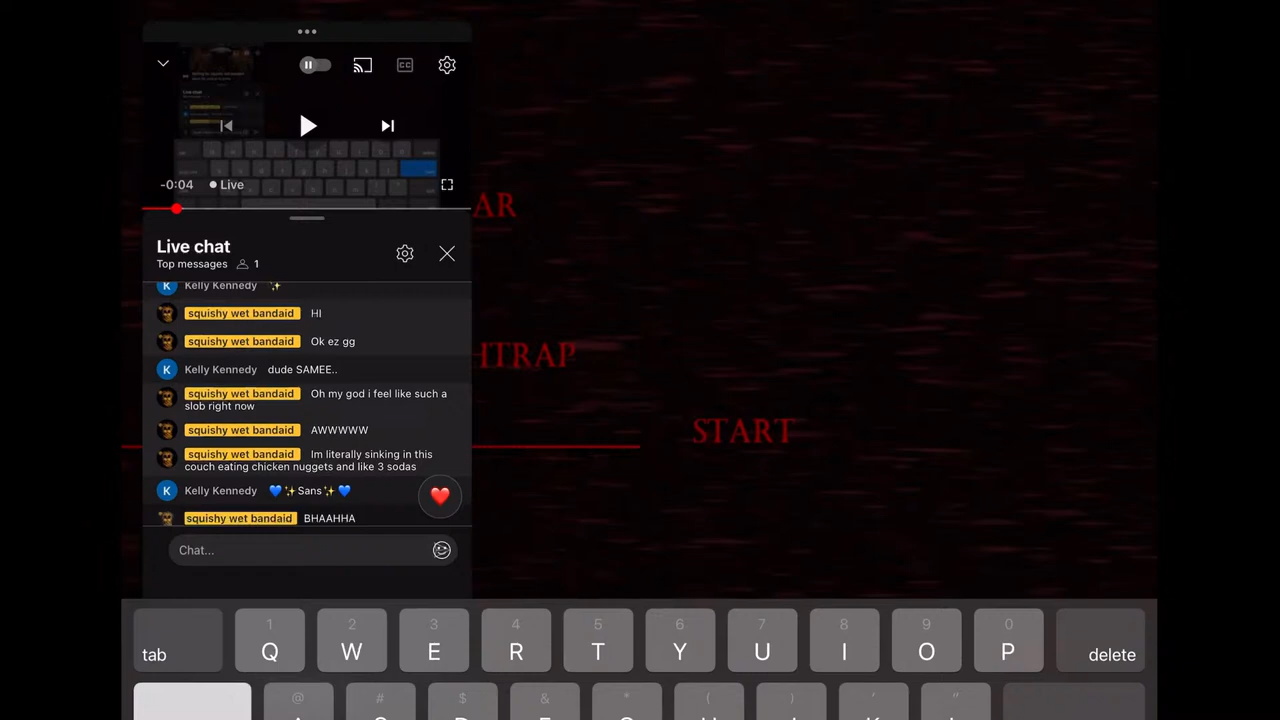 CC
-0:04 Live
AR
Live chat
Top messages 1
K Kelly Kennedy ✨
squishy wet bandaid HI
squishy wet bandaid Ok ez gg
K Kelly Kennedy dude SAMEE..
squishy wet bandaid Oh my god i feel like such a
slob right now
HTRAP
squishy wet bandaid AWWWWW
START
squishy wet bandaid Im literally sinking in this
couch eating chicken nuggets and like 3 sodas
K Kelly Kennedy 💙✨Sans✨💙
squishy wet bandaid BHAAHHA
Chat...
1 2 3 4 5 6 7 8 9 0
tab Q W E R T Y U I O P delete
@ # $ & * ( ) ' "